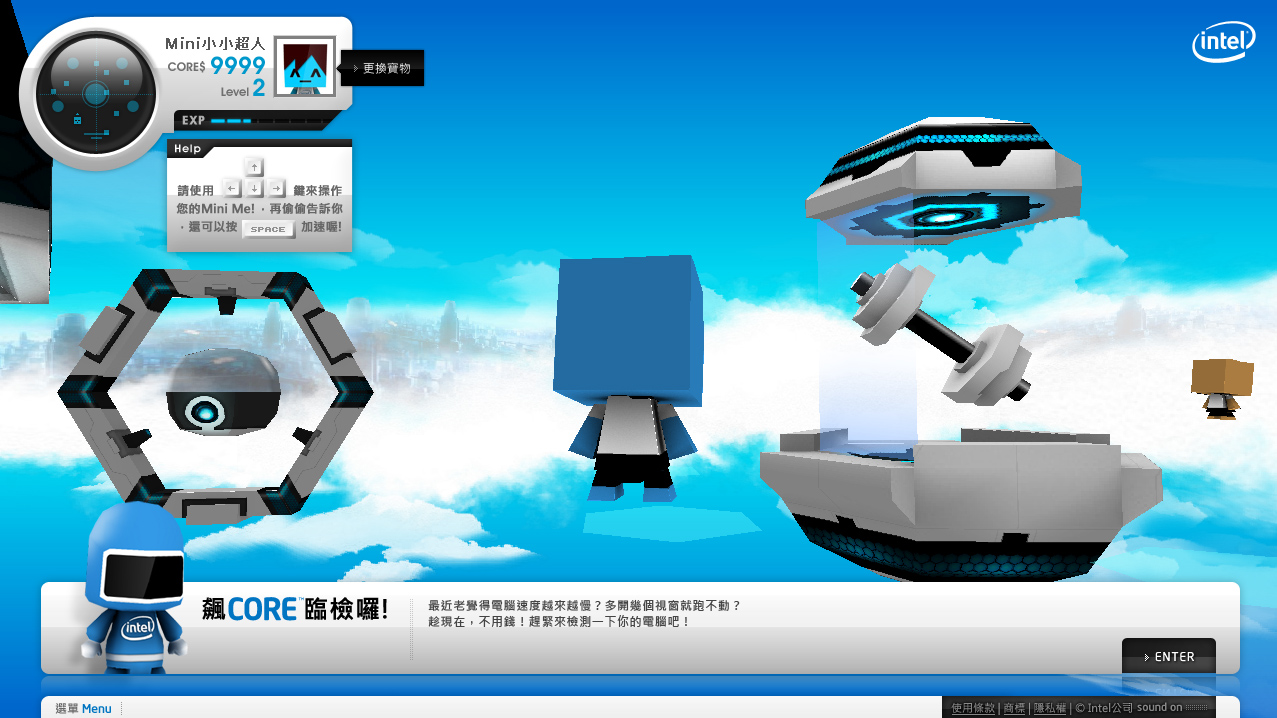 intel
Mini小小超人
CORE$ 9999
Level 2
更換寶物
EXP
Help
請使用 ↑ ← ↓ → 鍵來操作
您的Mini Me!，再偷偷告訴你
，還可以按 SPACE 加速喔!
intel
飆CORE™臨檢囉!
最近老覺得電腦速度越來越慢？多開幾個視窗就跑不動？
趁現在，不用錢！趕緊來檢測一下你的電腦吧！
ENTER
選單 Menu
使用條款 | 商標 | 隱私權 | © Intel公司 sound on